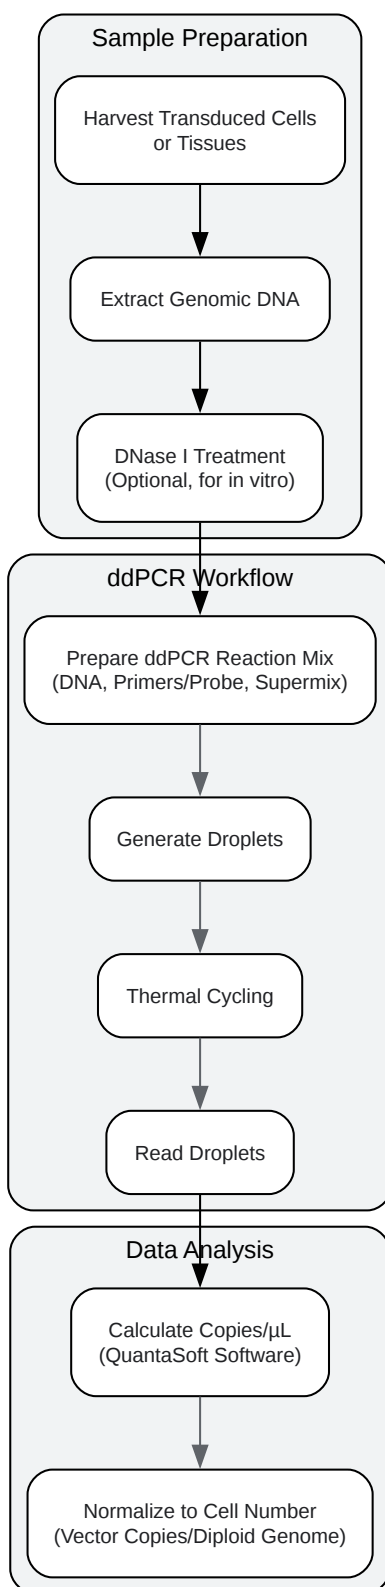 Sample Preparation
Harvest Transduced Cells
or Tissues
Extract Genomic DNA
DNase I Treatment
(Optional, for in vitro)
ddPCR Workflow
Prepare ddPCR Reaction Mix
(DNA, Primers/Probe, Supermix)
Generate Droplets
Thermal Cycling
Read Droplets
Data Analysis
Calculate Copies/µL
(QuantaSoft Software)
Normalize to Cell Number
(Vector Copies/Diploid Genome)